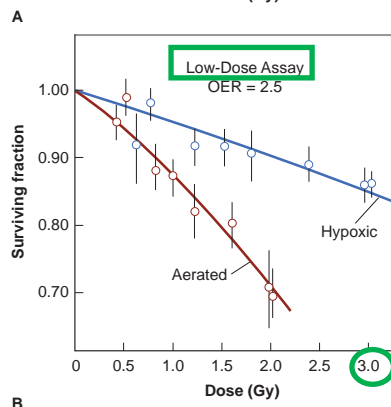 A
Low-Dose Assay
OER = 2.5
1.00
0.90
0.80
0.70
Surviving fraction
Hypoxic
Aerated
0 0.5 1.0 1.5 2.0 2.5 3.0
Dose (Gy)
B